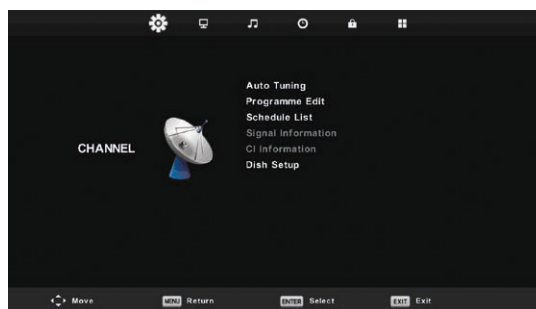 Auto Tuning
Programme Edit
Schedule List
Signal Information
CHANNEL
CI Information
Dish Setup
Move
MENU Return
ENTER Select
EXIT Exit